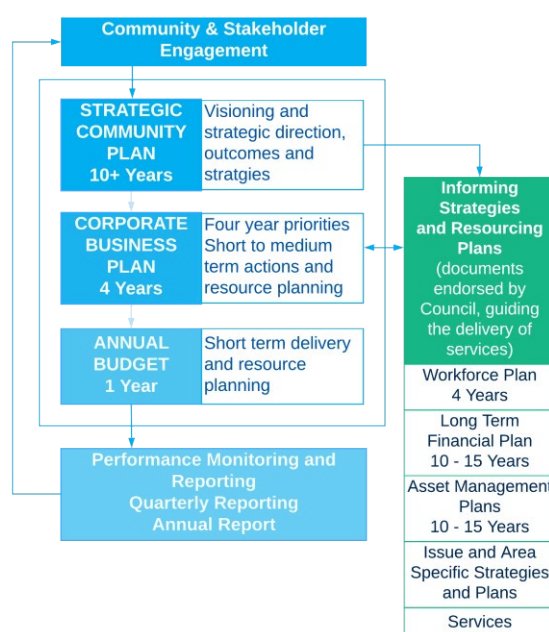 Community & Stakeholder
Engagement
STRATEGIC
COMMUNITY
PLAN
10+ Years
Visioning and
strategic direction,
outcomes and
stratgies
CORPORATE
BUSINESS
PLAN
4 Years
Four year priorities
Short to medium
term actions and
resource planning
ANNUAL
BUDGET
1 Year
Short term delivery
and resource
planning
Performance Monitoring and
Reporting
Quarterly Reporting
Annual Report
Informing
Strategies
and Resourcing
Plans
(documents
endorsed by
Council, guiding
the delivery of
services)
Workforce Plan
4 Years
Long Term
Financial Plan
10 - 15 Years
Asset Management
Plans
10 - 15 Years
Issue and Area
Specific Strategies
and Plans
Services